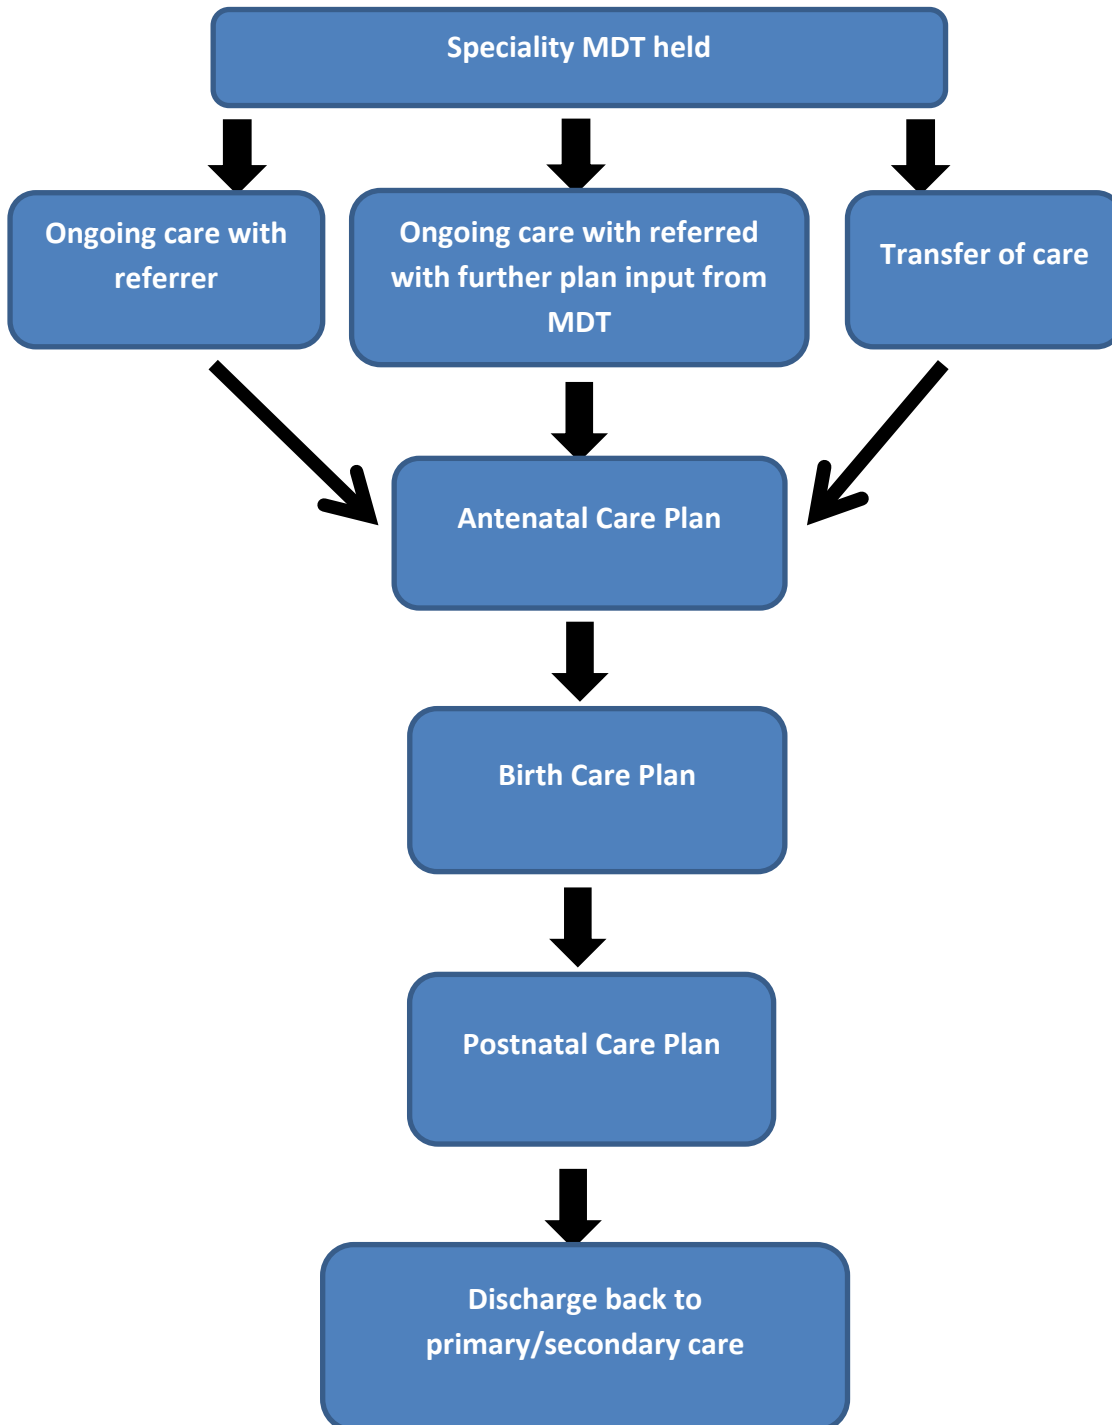 Speciality MDT held
Ongoing care with
referrer
Ongoing care with referred
with further plan input from
MDT
Transfer of care
Antenatal Care Plan
Birth Care Plan
Postnatal Care Plan
Discharge back to
primary/secondary care